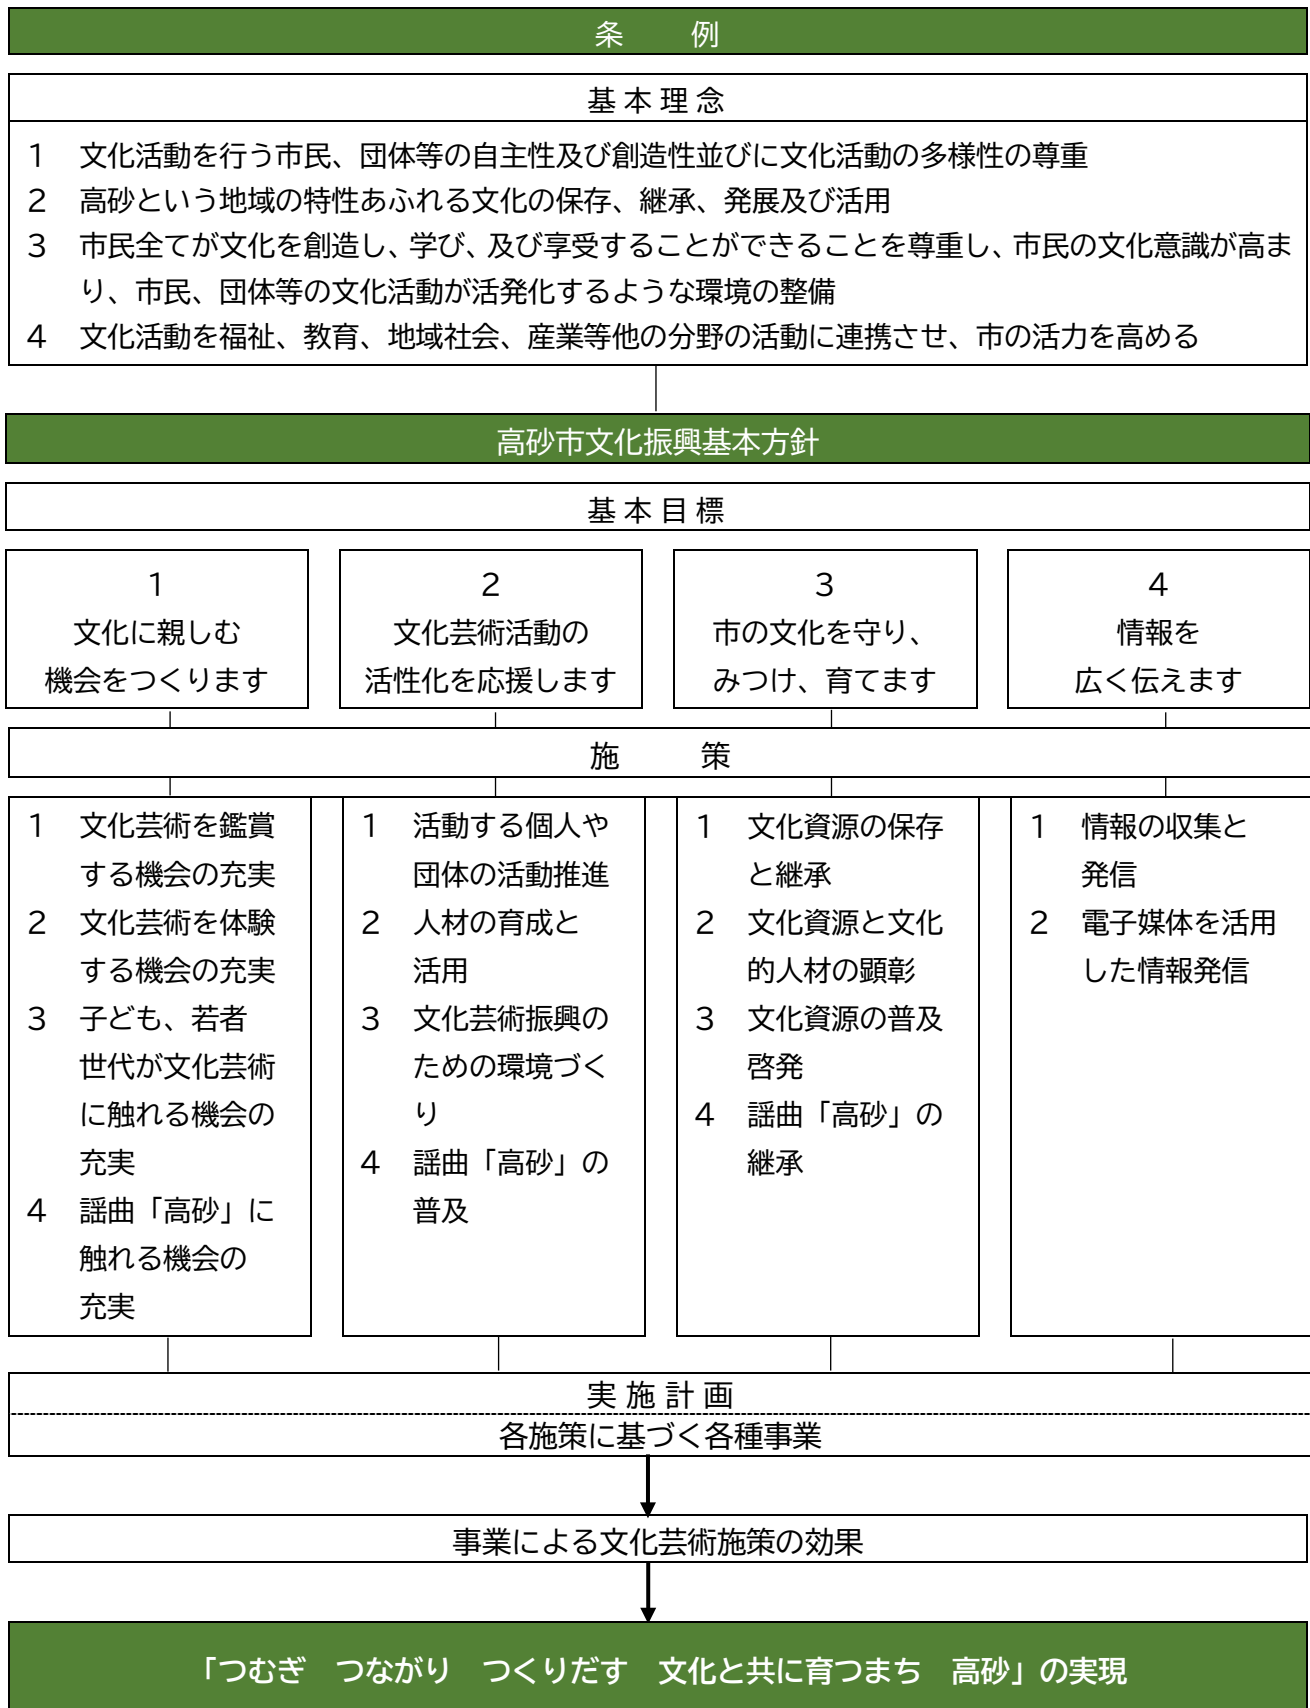 条　例
基本理念
1　文化活動を行う市民、団体等の自主性及び創造性並びに文化活動の多様性の尊重
2　高砂という地域の特性あふれる文化の保存、継承、発展及び活用
3　市民全てが文化を創造し、学び、及び享受することができることを尊重し、市民の文化意識が高ま
り、市民、団体等の文化活動が活発化するような環境の整備
4　文化活動を福祉、教育、地域社会、産業等他の分野の活動に連携させ、市の活力を高める
高砂市文化振興基本方針
基本目標
1
文化に親しむ
機会をつくります
2
文化芸術活動の
活性化を応援します
3
市の文化を守り、
みつけ、育てます
4
情報を
広く伝えます
施　策
1　文化芸術を鑑賞
する機会の充実
2　文化芸術を体験
する機会の充実
3　子ども、若者
世代が文化芸術
に触れる機会の
充実
4　謡曲「高砂」に
触れる機会の
充実
1　活動する個人や
団体の活動推進
2　人材の育成と
活用
3　文化芸術振興の
ための環境づく
り
4　謡曲「高砂」の
普及
1　文化資源の保存
と継承
2　文化資源と文化
的人材の顕彰
3　文化資源の普及
啓発
4　謡曲「高砂」の
継承
1　情報の収集と
発信
2　電子媒体を活用
した情報発信
実施計画
各施策に基づく各種事業
事業による文化芸術施策の効果
「つむぎ　つながり　つくりだす　文化と共に育つまち　高砂」の実現